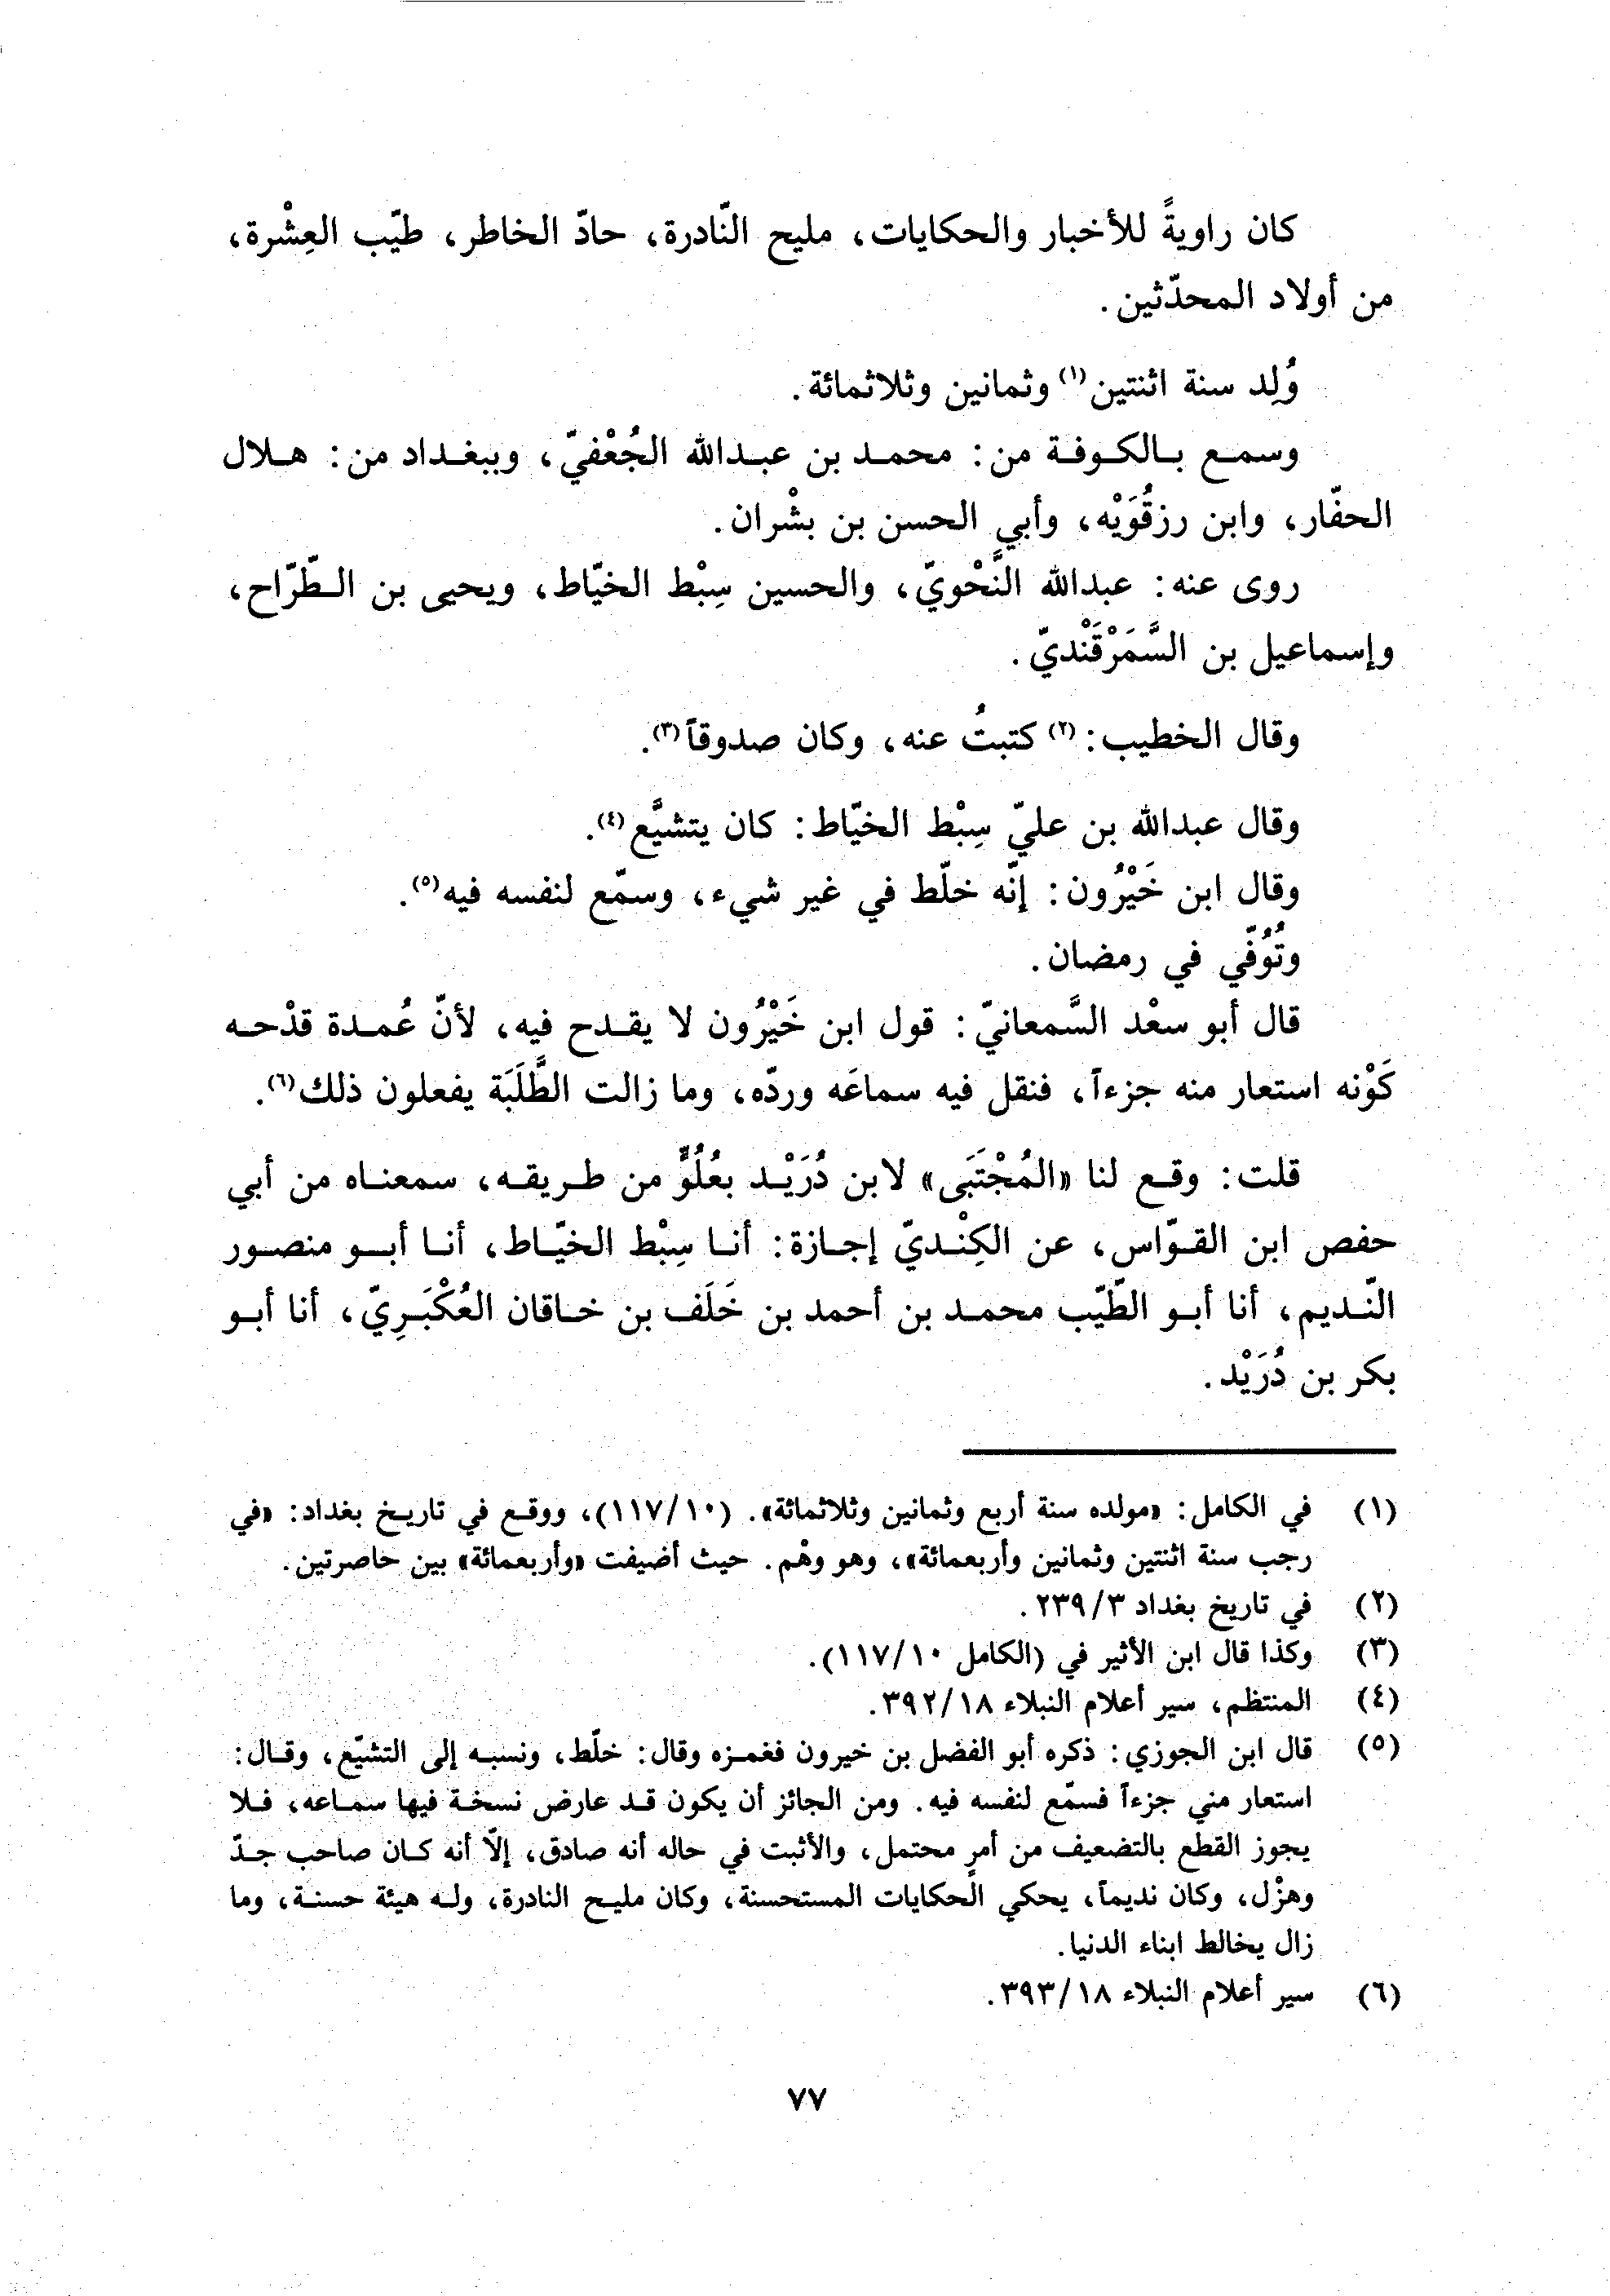 كان راويةً للأخبار والحكايات، مليح النّادرة، حادّ الخاطر، طيّب العِشْرة،
من أولاد المحدّثين.
وُلِد سنة اثنتين(١) وثمانين وثلاثمائة.
وسمع بالكوفة من: محمد بن عبدالله الجُعْفيّ، وببغداد من: هلال
الحفّار، وابن رزقُوَيْه، وأبي الحسن بن بشْران.
روى عنه: عبدالله النَّحْويّ، والحسين سِبْط الخيّاط، ويحيى بن الطّرّاح،
وإسماعيل بن السَّمَرْقَنْديّ.
وقال الخطيب:(٢) كتبتُ عنه، وكان صدوقاً(٣).
وقال عبدالله بن عليّ سِبْط الخيّاط: كان يتشيَّع(٤).
وقال ابن خَيْرُون: إنّه خلّط في غير شيء، وسمّع لنفسه فيه(٥).
وتُوُفّي في رمضان.
قال أبو سعْد السَّمعانيّ: قول ابن خَيْرُون لا يقدح فيه، لأنّ عُمدة قدْحه
كَوْنه استعار منه جزءاً، فنقل فيه سماعَه وردّه، وما زالت الطَّلَبَة يفعلون ذلك(٦).
قلت: وقع لنا «المُجْتَبَى» لابن دُرَيْد بعُلُوٍّ من طريقه، سمعناه من أبي
حفص ابن القوّاس، عن الكِنْديّ إجازة: أنا سِبْط الخيّاط، أنا أبو منصور
النّديم، أنا أبو الطّيّب محمد بن أحمد بن خَلَف بن خاقان العُكْبَرِيّ، أنا أبو
بكر بن دُرَيْد.
(١) في الكامل: «مولده سنة أربع وثمانين وثلاثمائة». (١١٧/١٠)، ووقع في تاريخ بغداد: «في
رجب سنة اثنتين وثمانين وأربعمائة»، وهو وهْم. حيث أضيفت «وأربعمائة» بين حاصرتين.
(٢) في تاريخ بغداد ٢٣٩/٣.
(٣) وكذا قال ابن الأثير في (الكامل ١١٧/١٠).
(٤) المنتظم، سير أعلام النبلاء ٣٩٢/١٨.
(٥) قال ابن الجوزي: ذكره أبو الفضل بن خيرون فغمزه وقال: خلّط، ونسبه إلى التشيّع، وقال:
استعار مني جزءاً فسمّع لنفسه فيه. ومن الجائز أن يكون قد عارض نسخة فيها سماعه، فلا
يجوز القطع بالتضعيف من أمرٍ محتمل، والأثبت في حاله أنه صادق، إلّا أنه كان صاحب جدّ
وهزْل، وكان نديماً، يحكي الحكايات المستحسنة، وكان مليح النادرة، وله هيئة حسنة، وما
زال يخالط ابناء الدنيا.
(٦) سير أعلام النبلاء ٣٩٣/١٨.
٧٧